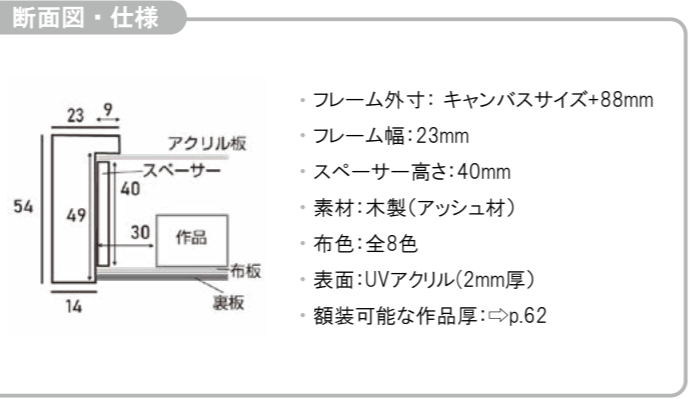 断面図・仕様
23
9
アクリル板
スペーサー
40
54
49
30
作品
布板
裏板
14
・フレーム外寸： キャンバスサイズ+88mm
・フレーム幅：23mm
・スペーサー高さ：40mm
・素材：木製（アッシュ材）
・布色：全8色
・表面：UVアクリル（2mm厚）
・額装可能な作品厚：⇨p.62